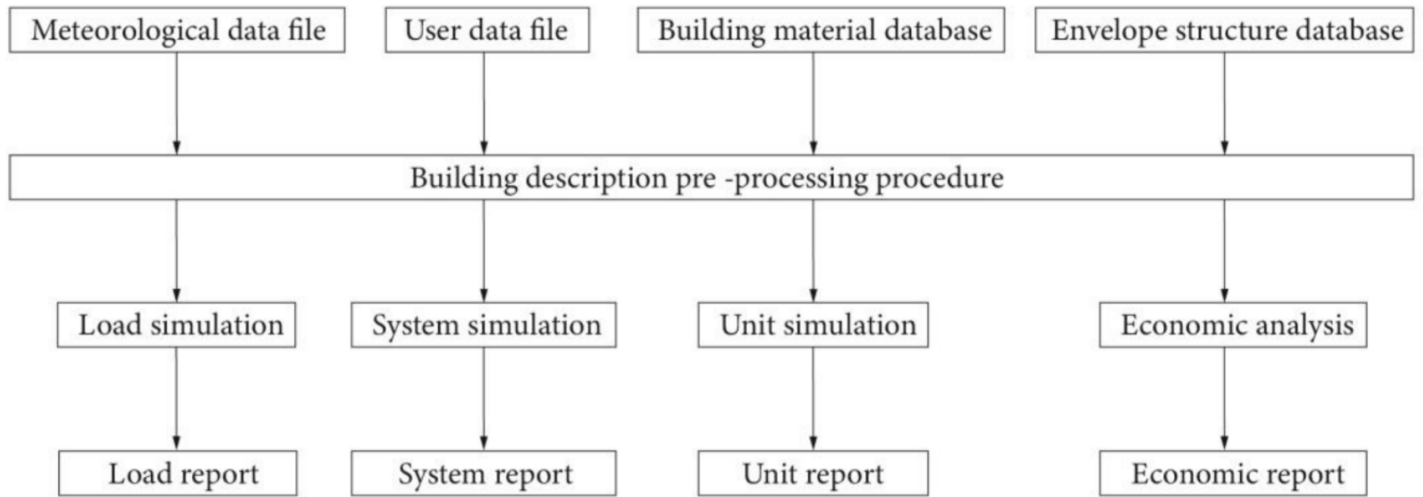 Meteorological data file
User data file
Building material database
Envelope structure database
Building description pre -processing procedure
Load simulation
System simulation
Unit simulation
Economic analysis
Load report
System report
Unit report
Economic report